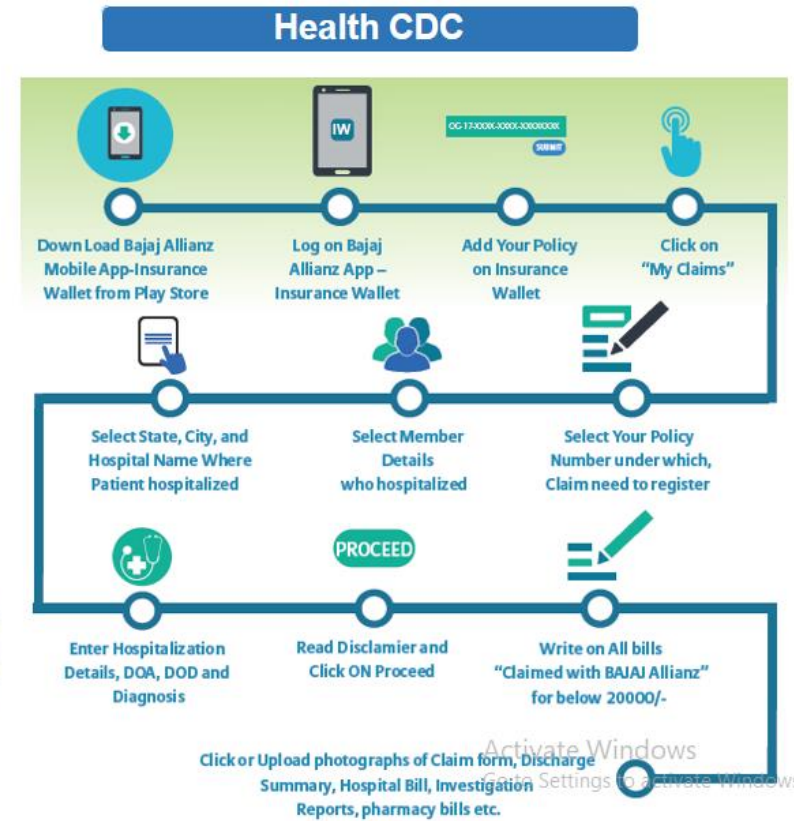 Health CDC
IW
OG 17-XXXX-XXXX-XXXXXXXX
SUBMIT
Down Load Bajaj Allianz
Mobile App-Insurance
Wallet from Play Store
Log on Bajaj
Allianz App –
Insurance Wallet
Add Your Policy
on Insurance
Wallet
Click on
“My Claims”
Select Your Policy
Number under which,
Claim need to register
Select Member
Details
who hospitalized
Select State, City, and
Hospital Name Where
Patient hospitalized
Enter Hospitalization
Details, DOA, DOD and
Diagnosis
PROCEED
Read Disclamier and
Click ON Proceed
Write on All bills
“Claimed with BAJAJ Allianz”
for below 20000/-
Click or Upload photographs of Claim form, Discharge
Summary, Hospital Bill, Investigation
Reports, pharmacy bills etc.
Activate Windows
Go to Settings to activate Windows